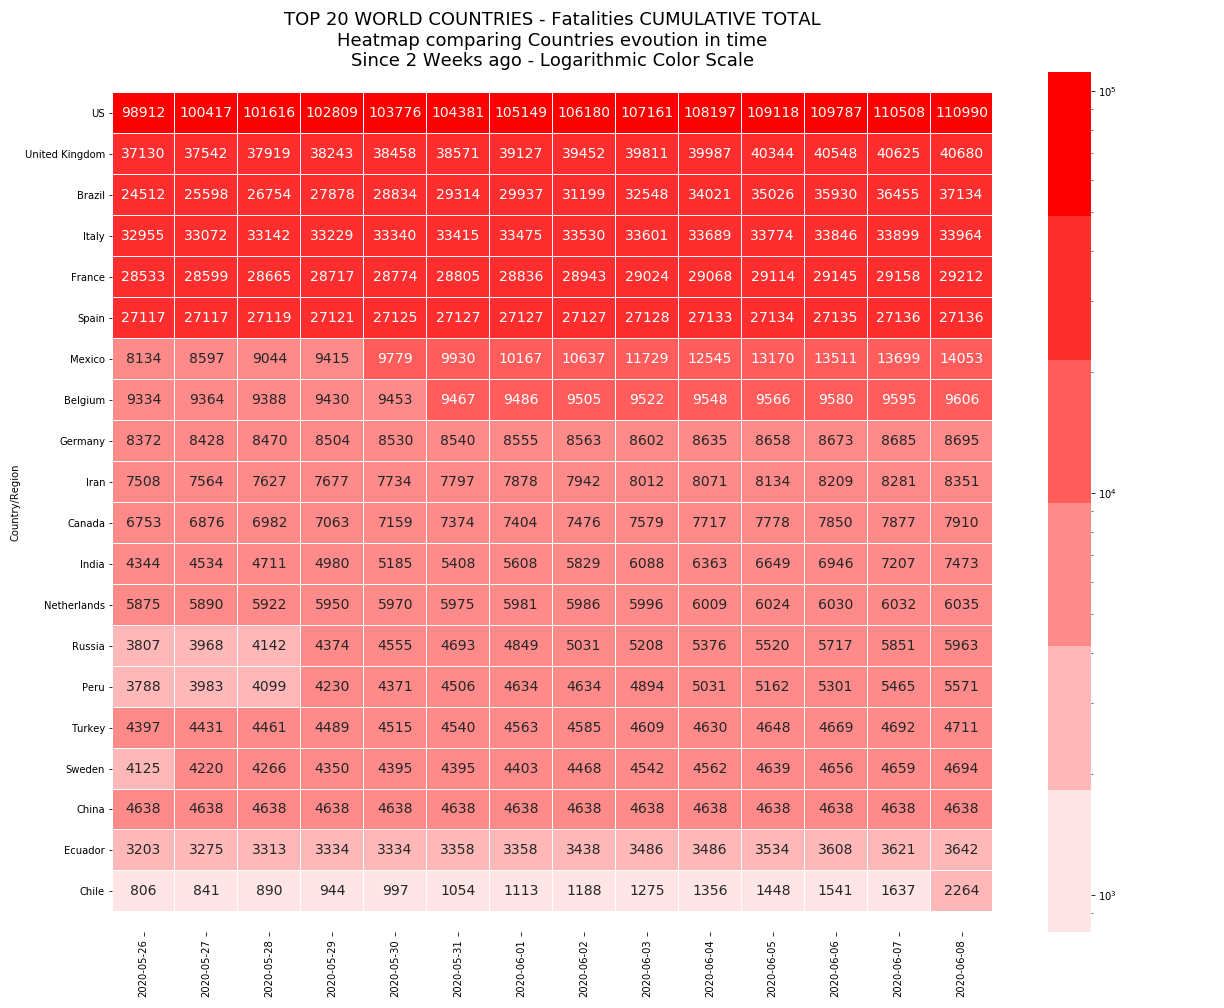 TOP 20 WORLD COUNTRIES - Fatalities CUMULATIVE TOTAL
Heatmap comparing Countries evoution in time
Since 2 Weeks ago - Logarithmic Color Scale
US 98912 100417 101616 102809 103776 104381 105149 106180 107161 108197 109118 109787 110508 110990
United Kingdom 37130 37542 37919 38243 38458 38571 39127 39452 39811 39987 40344 40548 40625 40680
Brazil 24512 25598 26754 27878 28834 29314 29937 31199 32548 34021 35026 35930 36455 37134
Italy 32955 33072 33142 33229 33340 33415 33475 33530 33601 33689 33774 33846 33899 33964
France 28533 28599 28665 28717 28774 28805 28836 28943 29024 29068 29114 29145 29158 29212
Spain 27117 27117 27119 27121 27125 27127 27127 27127 27128 27133 27134 27135 27136 27136
Mexico 8134 8597 9044 9415 9779 9930 10167 10637 11729 12545 13170 13511 13699 14053
Belgium 9334 9364 9388 9430 9453 9467 9486 9505 9522 9548 9566 9580 9595 9606
Germany 8372 8428 8470 8504 8530 8540 8555 8563 8602 8635 8658 8673 8685 8695
Iran 7508 7564 7627 7677 7734 7797 7878 7942 8012 8071 8134 8209 8281 8351
Canada 6753 6876 6982 7063 7159 7374 7404 7476 7579 7717 7778 7850 7877 7910
India 4344 4534 4711 4980 5185 5408 5608 5829 6088 6363 6649 6946 7207 7473
Netherlands 5875 5890 5922 5950 5970 5975 5981 5986 5996 6009 6024 6030 6032 6035
Russia 3807 3968 4142 4374 4555 4693 4849 5031 5208 5376 5520 5717 5851 5963
Peru 3788 3983 4099 4230 4371 4506 4634 4634 4894 5031 5162 5301 5465 5571
Turkey 4397 4431 4461 4489 4515 4540 4563 4585 4609 4630 4648 4669 4692 4711
Sweden 4125 4220 4266 4350 4395 4395 4403 4468 4542 4562 4639 4656 4659 4694
China 4638 4638 4638 4638 4638 4638 4638 4638 4638 4638 4638 4638 4638 4638
Ecuador 3203 3275 3313 3334 3334 3358 3358 3438 3486 3486 3534 3608 3621 3642
Chile 806 841 890 944 997 1054 1113 1188 1275 1356 1448 1541 1637 2264
2020-05-26 2020-05-27 2020-05-28 2020-05-29 2020-05-30 2020-05-31 2020-06-01 2020-06-02 2020-06-03 2020-06-04 2020-06-05 2020-06-06 2020-06-07 2020-06-08
Country/Region
10⁵
10⁴
10³